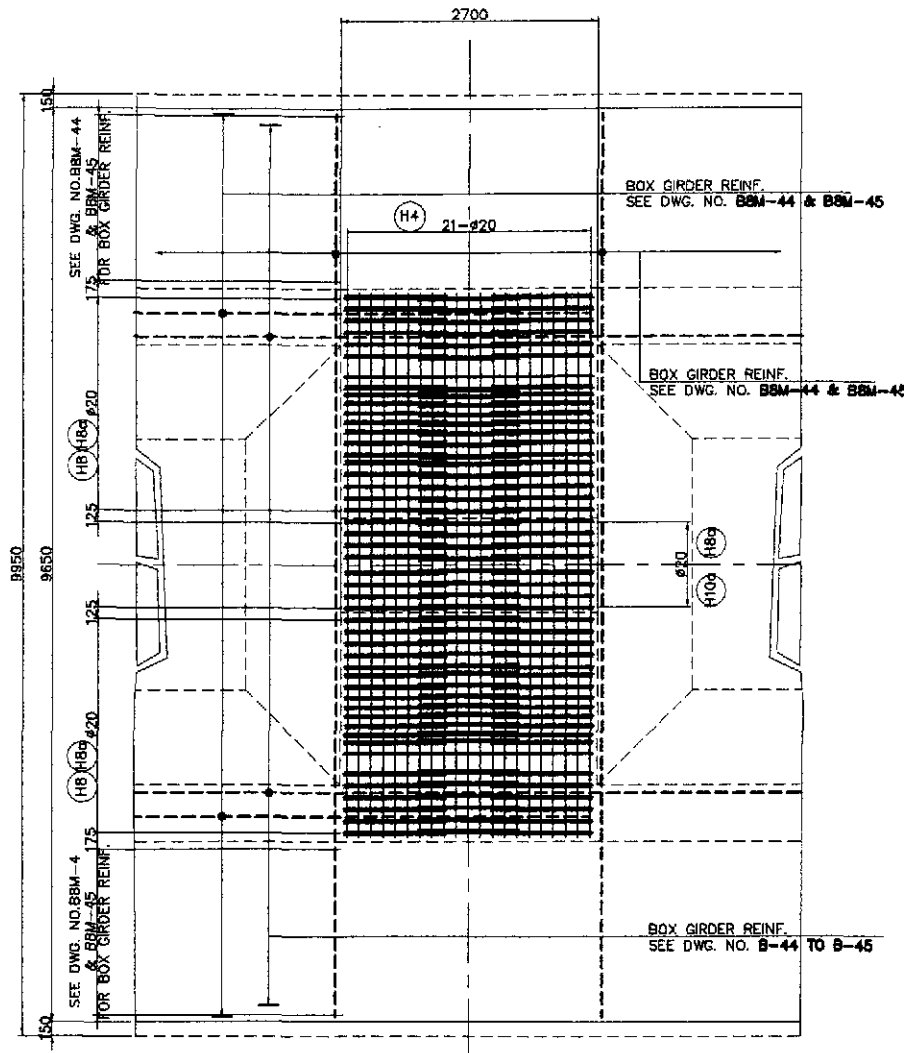 2700
150
SEE DWG. NO.BBM-44
& BBM-45
FOR BOX GIRDER REINF.
BOX GIRDER REINF.
SEE DWG. NO. BBM-44 & BBM-45
H4
21-ø20
175
BOX GIRDER REINF.
SEE DWG. NO. BBM-44 & BBM-45
H8 H8a ø20
125
9950
9650
ø20
H8a
H10a
125
H8 H8a ø20
175
SEE DWG. NO.BBM-4
& BBM-45
FOR BOX GIRDER REINF.
BOX GIRDER REINF.
SEE DWG. NO. B-44 TO B-45
150